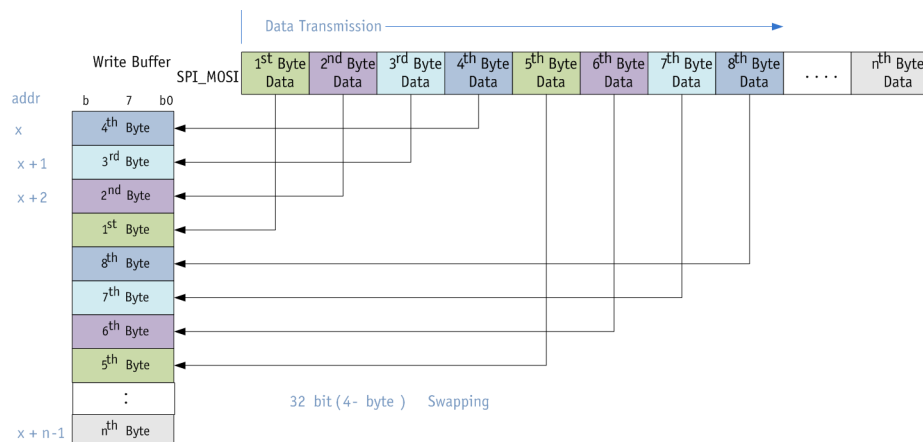 Data Transmission
Write Buffer
SPI_MOSI
1st Byte Data
2nd Byte Data
3rd Byte Data
4th Byte Data
5th Byte Data
6th Byte Data
7th Byte Data
8th Byte Data
. . . .
nth Byte Data
addr
b 7 b0
x 4th Byte
x + 1 3rd Byte
x + 2 2nd Byte
1st Byte
8th Byte
7th Byte
6th Byte
5th Byte
:
32 bit ( 4- byte ) Swapping
x + n -1 nth Byte